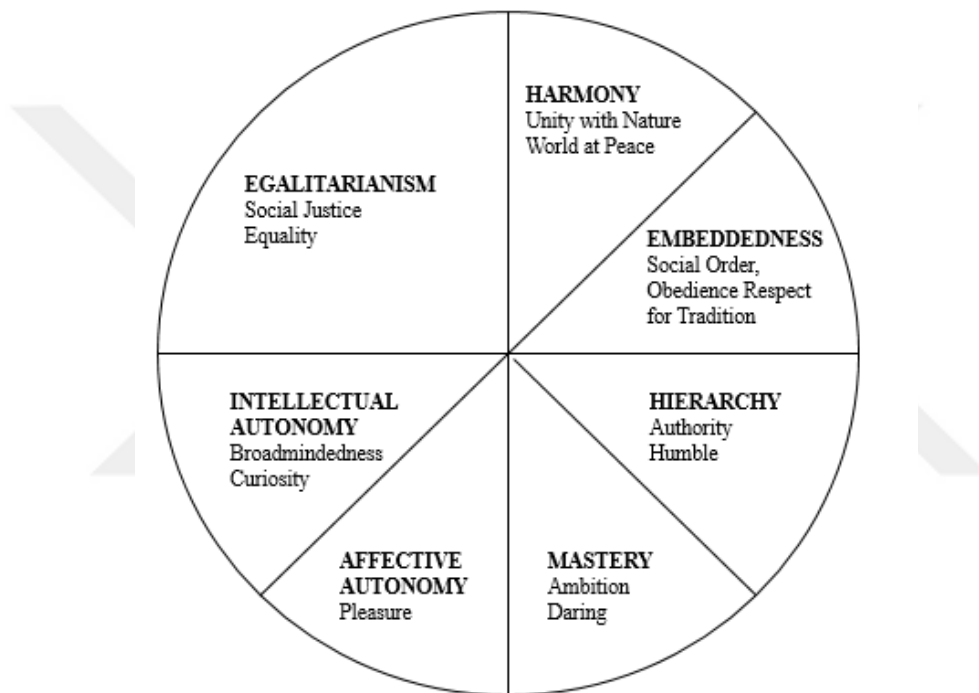 HARMONY
Unity with Nature
World at Peace
EGALITARIANISM
Social Justice
Equality
EMBEDDEDNESS
Social Order,
Obedience Respect
for Tradition
INTELLECTUAL
AUTONOMY
Broadmindedness
Curiosity
HIERARCHY
Authority
Humble
AFFECTIVE
AUTONOMY
Pleasure
MASTERY
Ambition
Daring